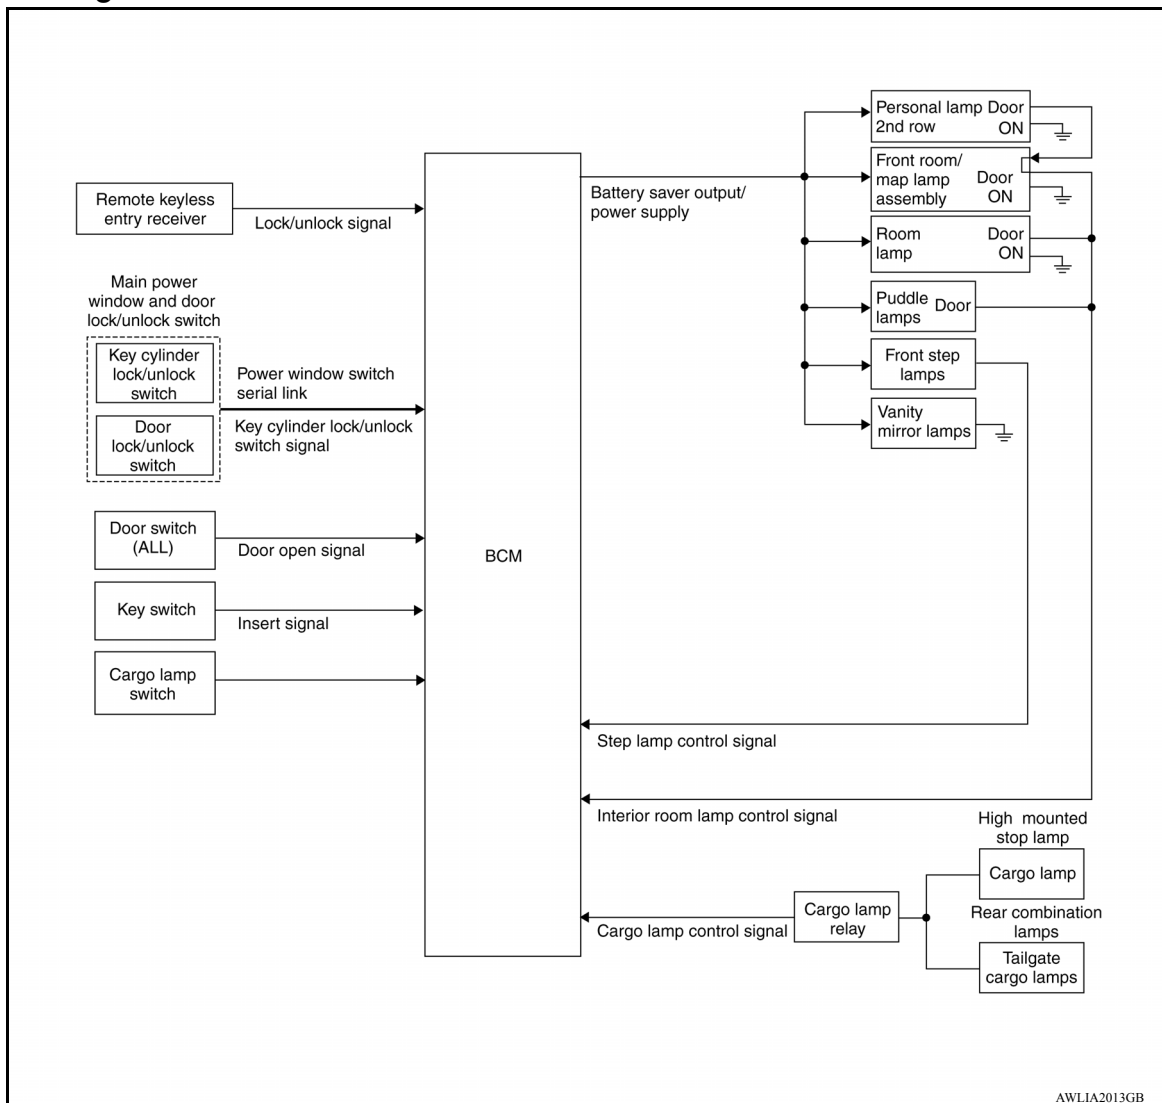 Personal lamp Door
2nd row ON
Front room/
map lamp Door
assembly ON
Room Door
lamp ON
Puddle Door
lamps
Front step
lamps
Vanity
mirror lamps
Battery saver output/
power supply
Remote keyless
entry receiver
Lock/unlock signal
Main power
window and door
lock/unlock switch
Key cylinder
lock/unlock
switch
Door
lock/unlock
switch
Power window switch
serial link
Key cylinder lock/unlock
switch signal
Door switch
(ALL)
Door open signal
Key switch
Insert signal
Cargo lamp
switch
BCM
Step lamp control signal
Interior room lamp control signal
High mounted
stop lamp
Cargo lamp
Cargo lamp
relay
Cargo lamp control signal
Rear combination
lamps
Tailgate
cargo lamps
AWLIA2013GB